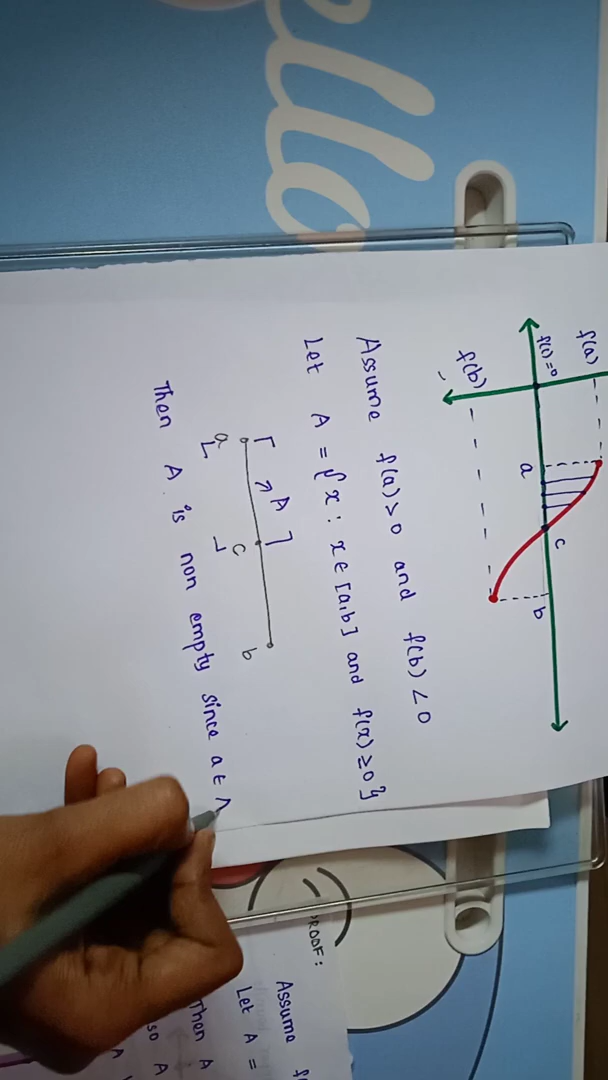 f(a)
f(x)=0
a
c
b
f(b)
Assume f(a)>0 and f(b)<0
Let A = {x : x∈[a,b] and f(x)≥0}
A
a c b
Then A is non empty since a∈A
PROOF:
Assume
Let A =
Then A
so A
A